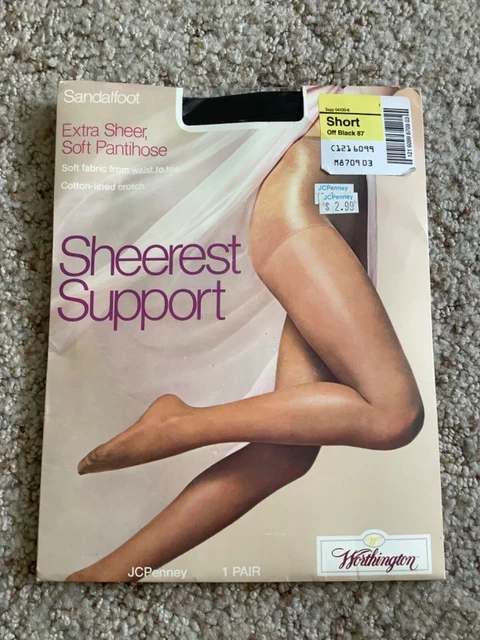 Sandalfoot
Extra Sheer,
Soft Pantihose
Soft fabric from waist to toe
Cotton-lined crotch
Short
Off Black 67
C1216099
M870903
JCPenney
JCPenney
$ 2.99
Sheerest
Support
W
Worthington
JCPenney 1 PAIR